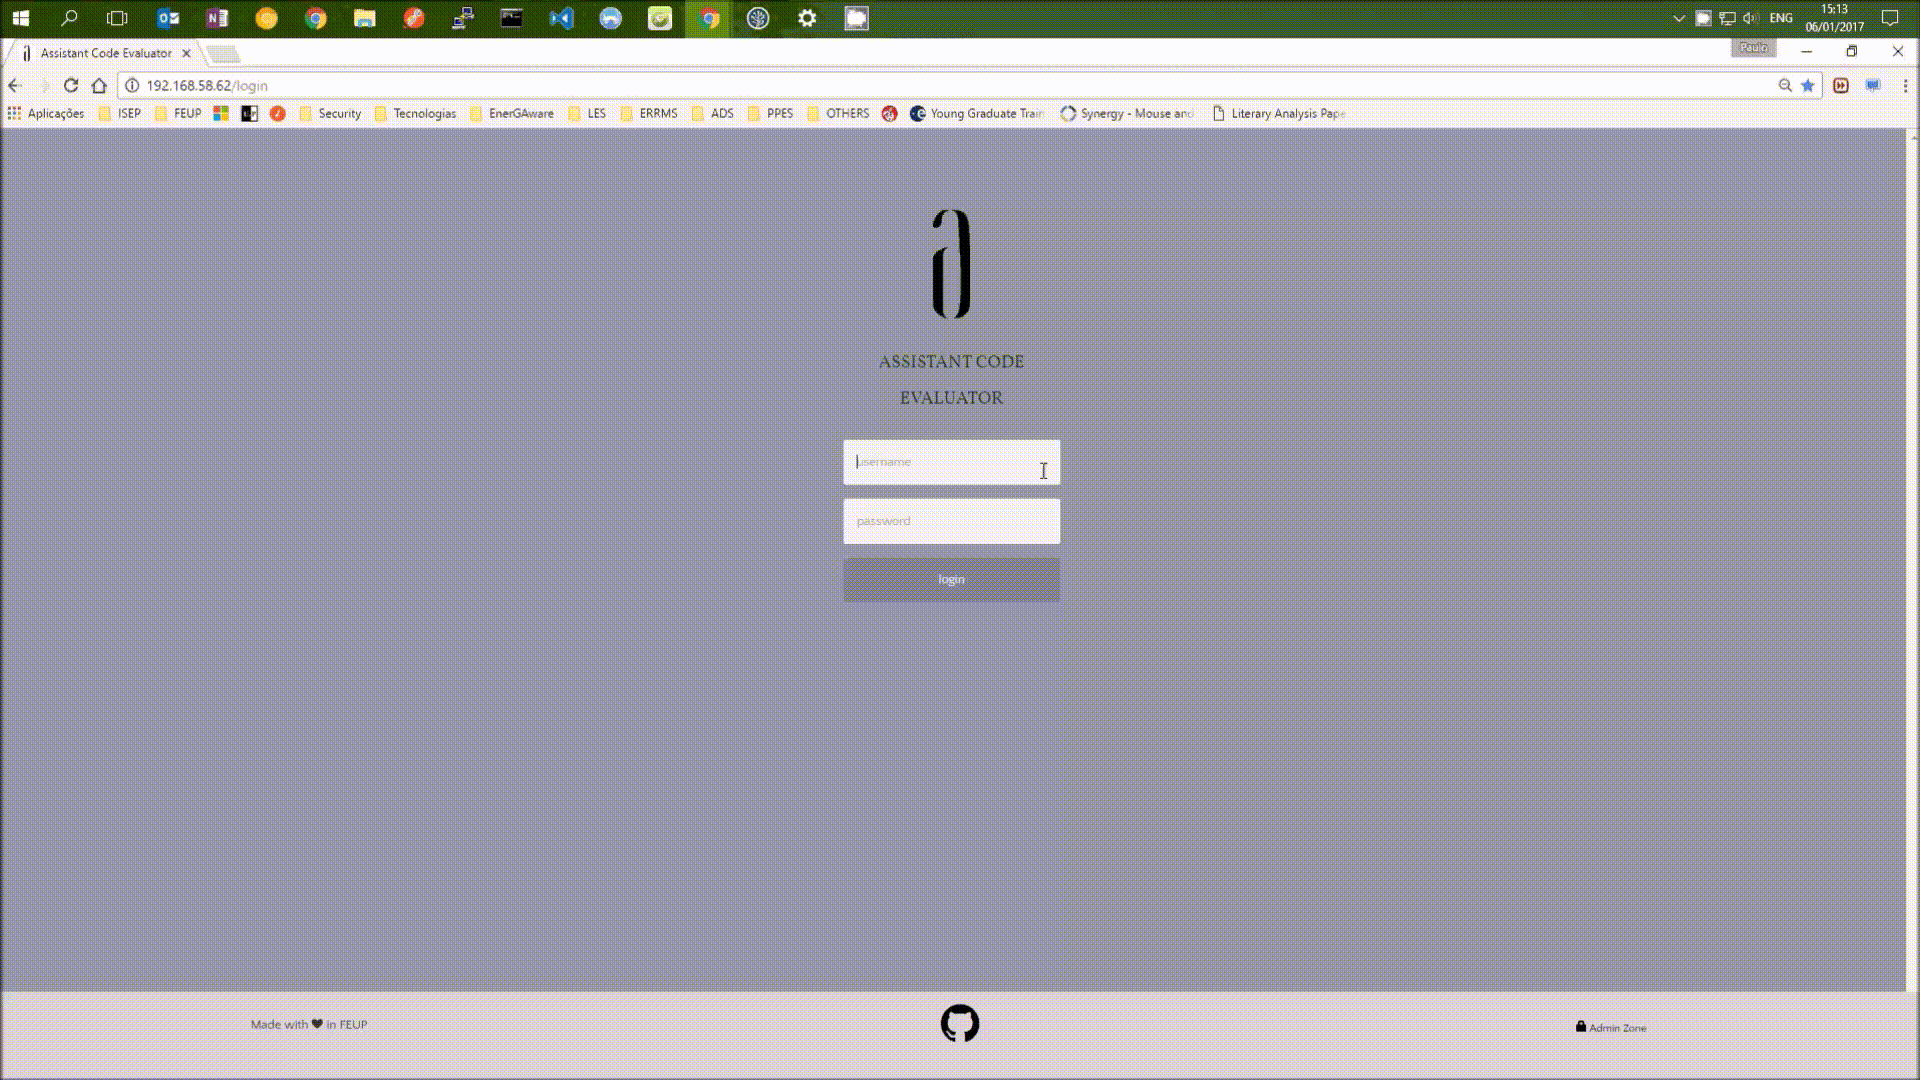 15:13
ENG
06/01/2017
Assistant Code Evaluator
Paulo
192.168.58.62/login
Aplicações ISEP FEUP Security Tecnologias EnerGAware LES ERRMS ADS PPES OTHERS Young Graduate Train Synergy - Mouse and Literary Analysis Pape
ASSISTANT CODE
EVALUATOR
username
password
login
Made with ♥ in FEUP
Admin Zone